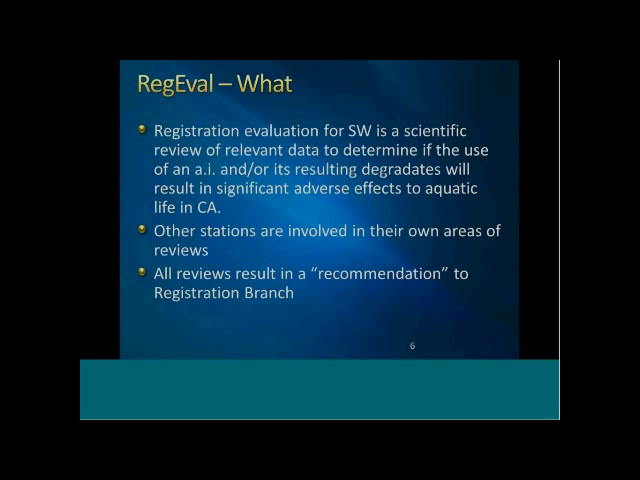 RegEval – What
Registration evaluation for SW is a scientific
review of relevant data to determine if the use
of an a.i. and/or its resulting degradates will
result in significant adverse effects to aquatic
life in CA.
Other stations are involved in their own areas of
reviews
All reviews result in a “recommendation” to
Registration Branch
6